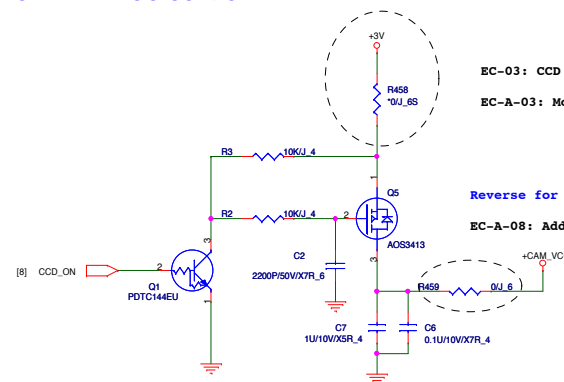 +3V
EC-03: CCD
R458
*0/J_6S
EC-A-03:
R3 10K/J_4
1
Q5
Reverse for
R2 10K/J_4
2
EC-A-08: Add
AOS3413
3
C2
+CAM_VC
2
3
[8] CCD_ON
2200P/50V/X7R_6
Q1
PDTC144EU
R459 0/J_6
1
C7 C6
1U/10V/X5R_4 0.1U/10V/X7R_4